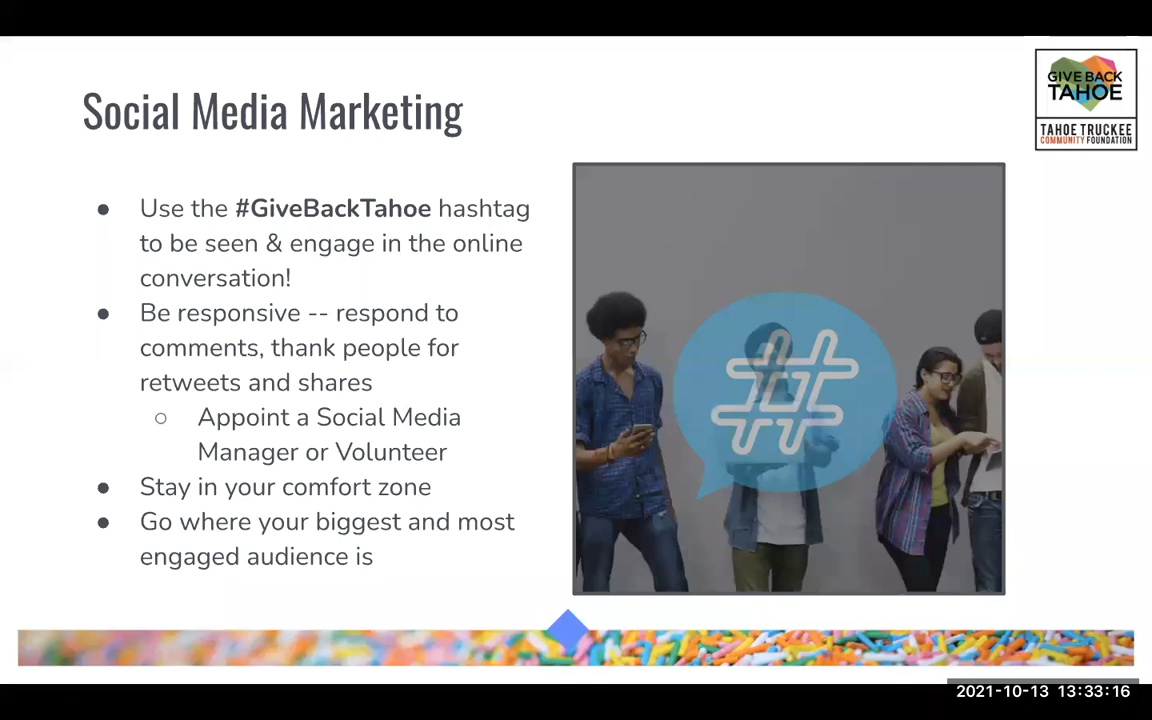 Social Media Marketing
GIVE BACK
TAHOE
TAHOE TRUCKEE
COMMUNITY FOUNDATION
● Use the #GiveBackTahoe hashtag
to be seen & engage in the online
conversation!
● Be responsive -- respond to
comments, thank people for
retweets and shares
○ Appoint a Social Media
Manager or Volunteer
● Stay in your comfort zone
● Go where your biggest and most
engaged audience is
#
2021-10-13 13:33:16